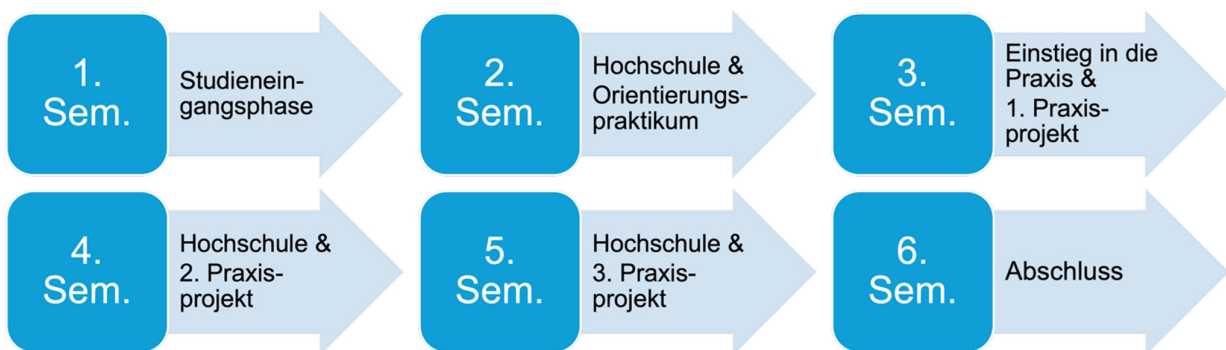 1.
Sem.
Studienein-
gangsphase
2.
Sem.
Hochschule &
Orientierungs-
praktikum
3.
Sem.
Einstieg in die
Praxis &
1. Praxis-
projekt
4.
Sem.
Hochschule &
2. Praxis-
projekt
5.
Sem.
Hochschule &
3. Praxis-
projekt
6.
Sem.
Abschluss